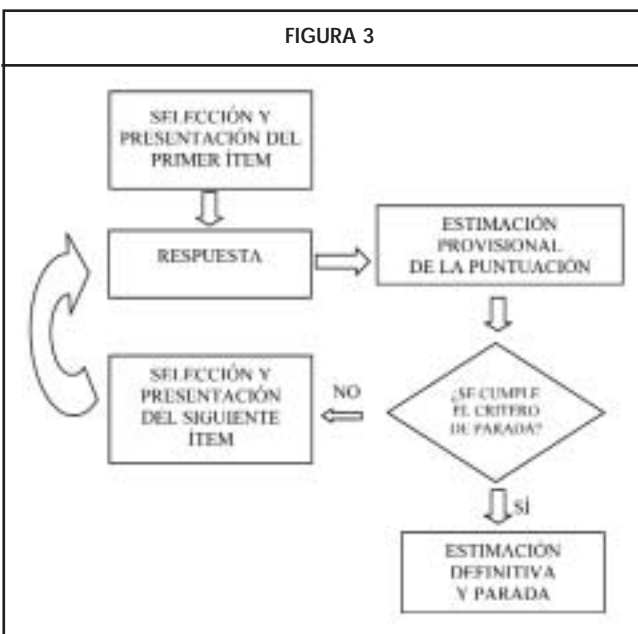 FIGURA 3
SELECCIÓN Y
PRESENTACIÓN DEL
PRIMER ÍTEM
RESPUESTA
ESTIMACIÓN
PROVISIONAL
DE LA PUNTUACIÓN
¿SE CUMPLE
EL CRITERO
DE PARADA?
NO
SELECCIÓN Y
PRESENTACIÓN
DEL SIGUIENTE
ÍTEM
SÍ
ESTIMACIÓN
DEFINITIVA
Y PARADA